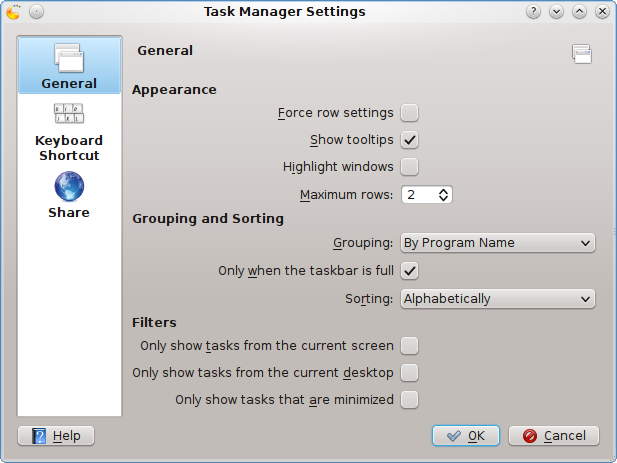 Task Manager Settings
General
Keyboard
Shortcut
Share
General
Appearance
Force row settings
Show tooltips
Highlight windows
Maximum rows: 2
Grouping and Sorting
Grouping: By Program Name
Only when the taskbar is full
Sorting: Alphabetically
Filters
Only show tasks from the current screen
Only show tasks from the current desktop
Only show tasks that are minimized
Help
OK
Cancel